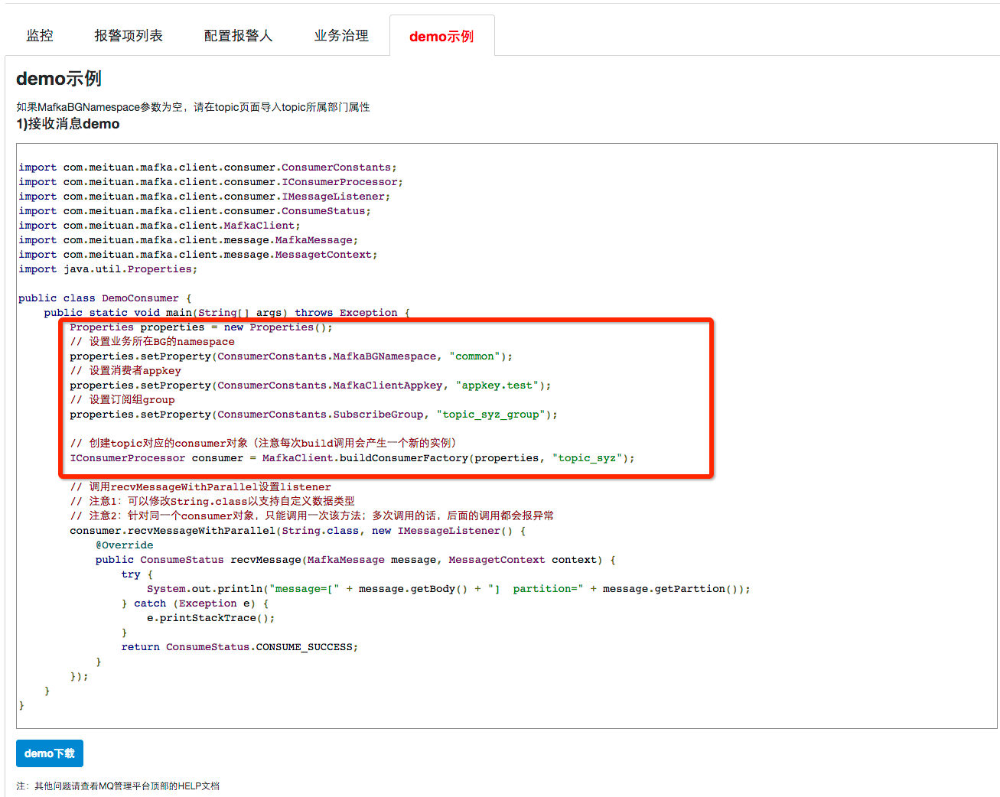 监控 报警项列表 配置报警人 业务治理 demo示例
demo示例
如果MafkaBGNamespace参数为空，请在topic页面导入topic所属部门属性
1)接收消息demo
import com.meituan.mafka.client.consumer.ConsumerConstants;
import com.meituan.mafka.client.consumer.IConsumerProcessor;
import com.meituan.mafka.client.consumer.IMessageListener;
import com.meituan.mafka.client.consumer.ConsumeStatus;
import com.meituan.mafka.client.MafkaClient;
import com.meituan.mafka.client.message.MafkaMessage;
import com.meituan.mafka.client.message.MessagetContext;
import java.util.Properties;
public class DemoConsumer {
public static void main(String[] args) throws Exception {
Properties properties = new Properties();
// 设置业务所在BG的namespace
properties.setProperty(ConsumerConstants.MafkaBGNamespace, "common");
// 设置消费者appkey
properties.setProperty(ConsumerConstants.MafkaClientAppkey, "appkey.test");
// 设置订阅组group
properties.setProperty(ConsumerConstants.SubscribeGroup, "topic_syz_group");
// 创建topic对应的consumer对象（注意每次build调用会产生一个新的实例）
IConsumerProcessor consumer = MafkaClient.buildConsumerFactory(properties, "topic_syz");
// 调用recvMessageWithParallel设置listener
// 注意1：可以修改String.class以支持自定义数据类型
// 注意2：针对同一个consumer对象，只能调用一次该方法；多次调用的话，后面的调用都会报异常
consumer.recvMessageWithParallel(String.class, new IMessageListener() {
@Override
public ConsumeStatus recvMessage(MafkaMessage message, MessagetContext context) {
try {
System.out.println("message=[" + message.getBody() + "]  partition=" + message.getParttion());
} catch (Exception e) {
e.printStackTrace();
}
return ConsumeStatus.CONSUME_SUCCESS;
}
});
}
}
demo下载
注：其他问题请查看MQ管理平台顶部的HELP文档